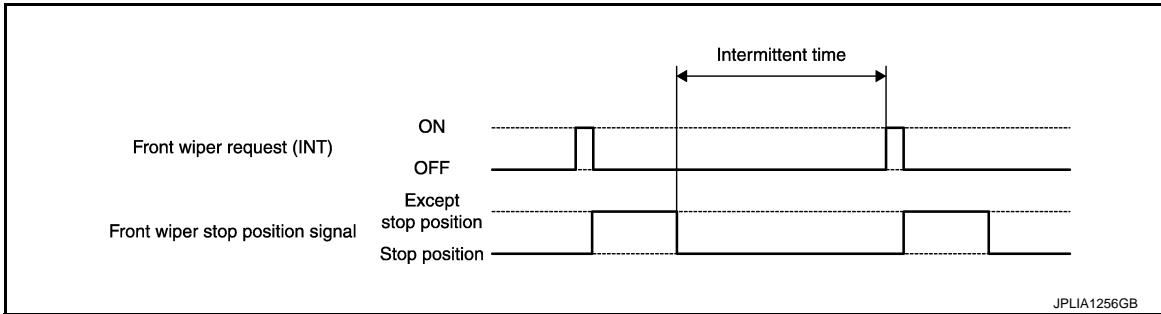 Intermittent time
ON
Front wiper request (INT)
OFF
Except
stop position
Front wiper stop position signal
Stop position
JPLIA1256GB